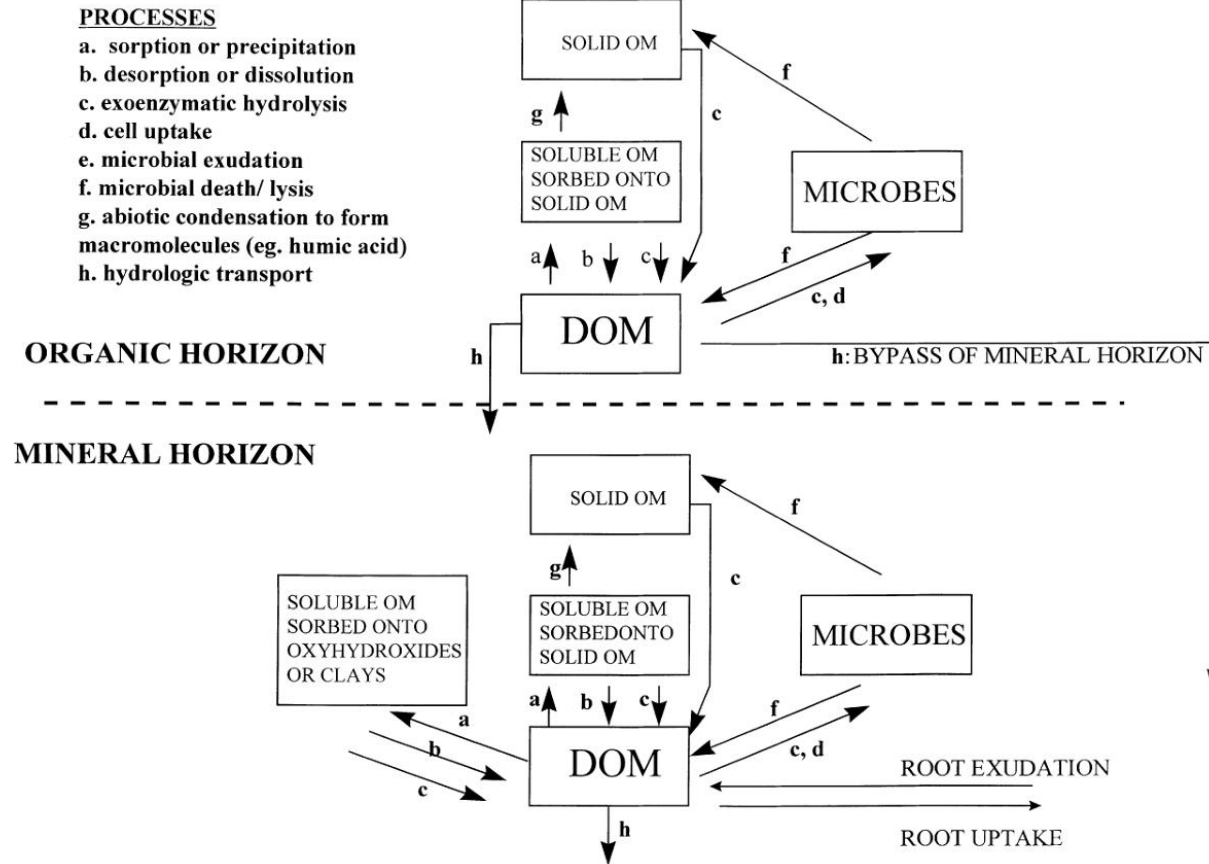 PROCESSES
a. sorption or precipitation
b. desorption or dissolution
c. exoenzymatic hydrolysis
d. cell uptake
e. microbial exudation
f. microbial death/ lysis
g. abiotic condensation to form
macromolecules (eg. humic acid)
h. hydrologic transport
SOLID OM
f
c
g
SOLUBLE OM
SORBED ONTO
SOLID OM
MICROBES
a
b
c
f
c, d
DOM
h
ORGANIC HORIZON
h:BYPASS OF MINERAL HORIZON
MINERAL HORIZON
SOLID OM
f
c
g
SOLUBLE OM
SORBED ONTO
OXYHYDROXIDES
OR CLAYS
SOLUBLE OM
SORBEDONTO
SOLID OM
MICROBES
a
b
c
a
b
c
f
c, d
DOM
ROOT EXUDATION
ROOT UPTAKE
h